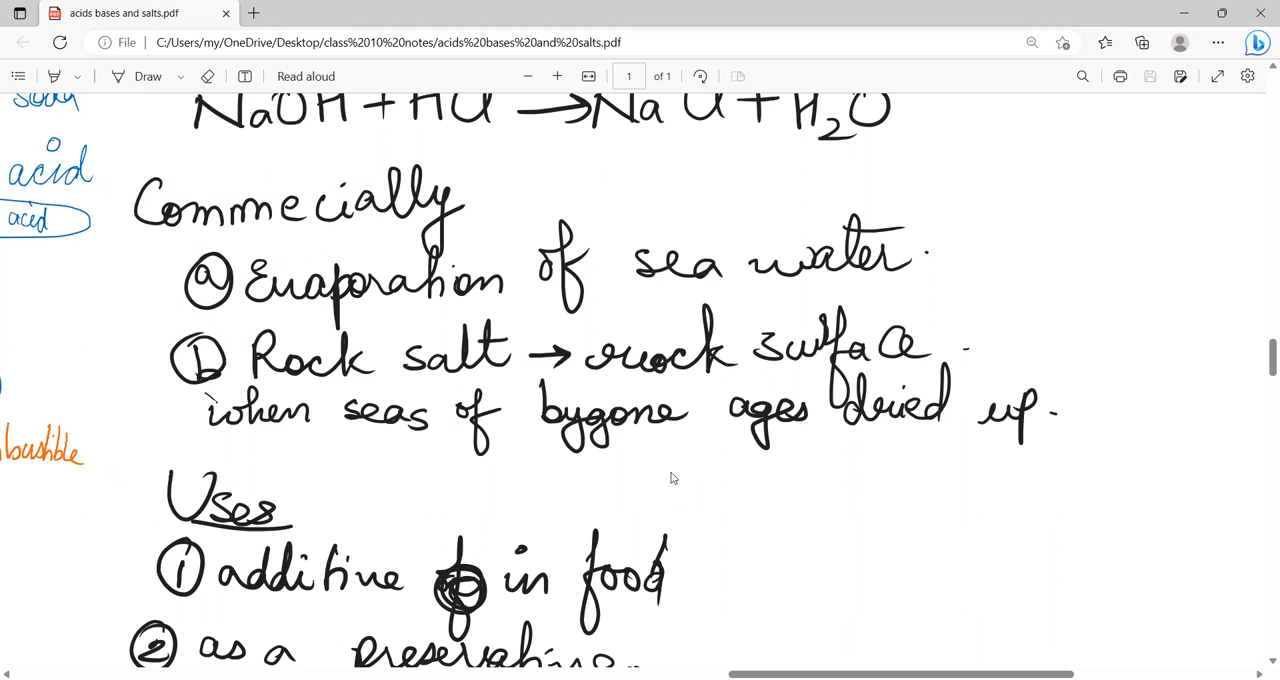 acids bases and salts.pdf
File C:/Users/my/OneDrive/Desktop/class%2010%20notes/acids%20bases%20and%20salts.pdf
Draw Read aloud 1 of 1
NaOH + HCl → NaCl + H2O
acid
acid
Commecially
a Evaporation of sea water.
b Rock salt → rock surface.
when seas of bygone ages dried up.
bustible
Uses
1 additive in food
2 as a preservative